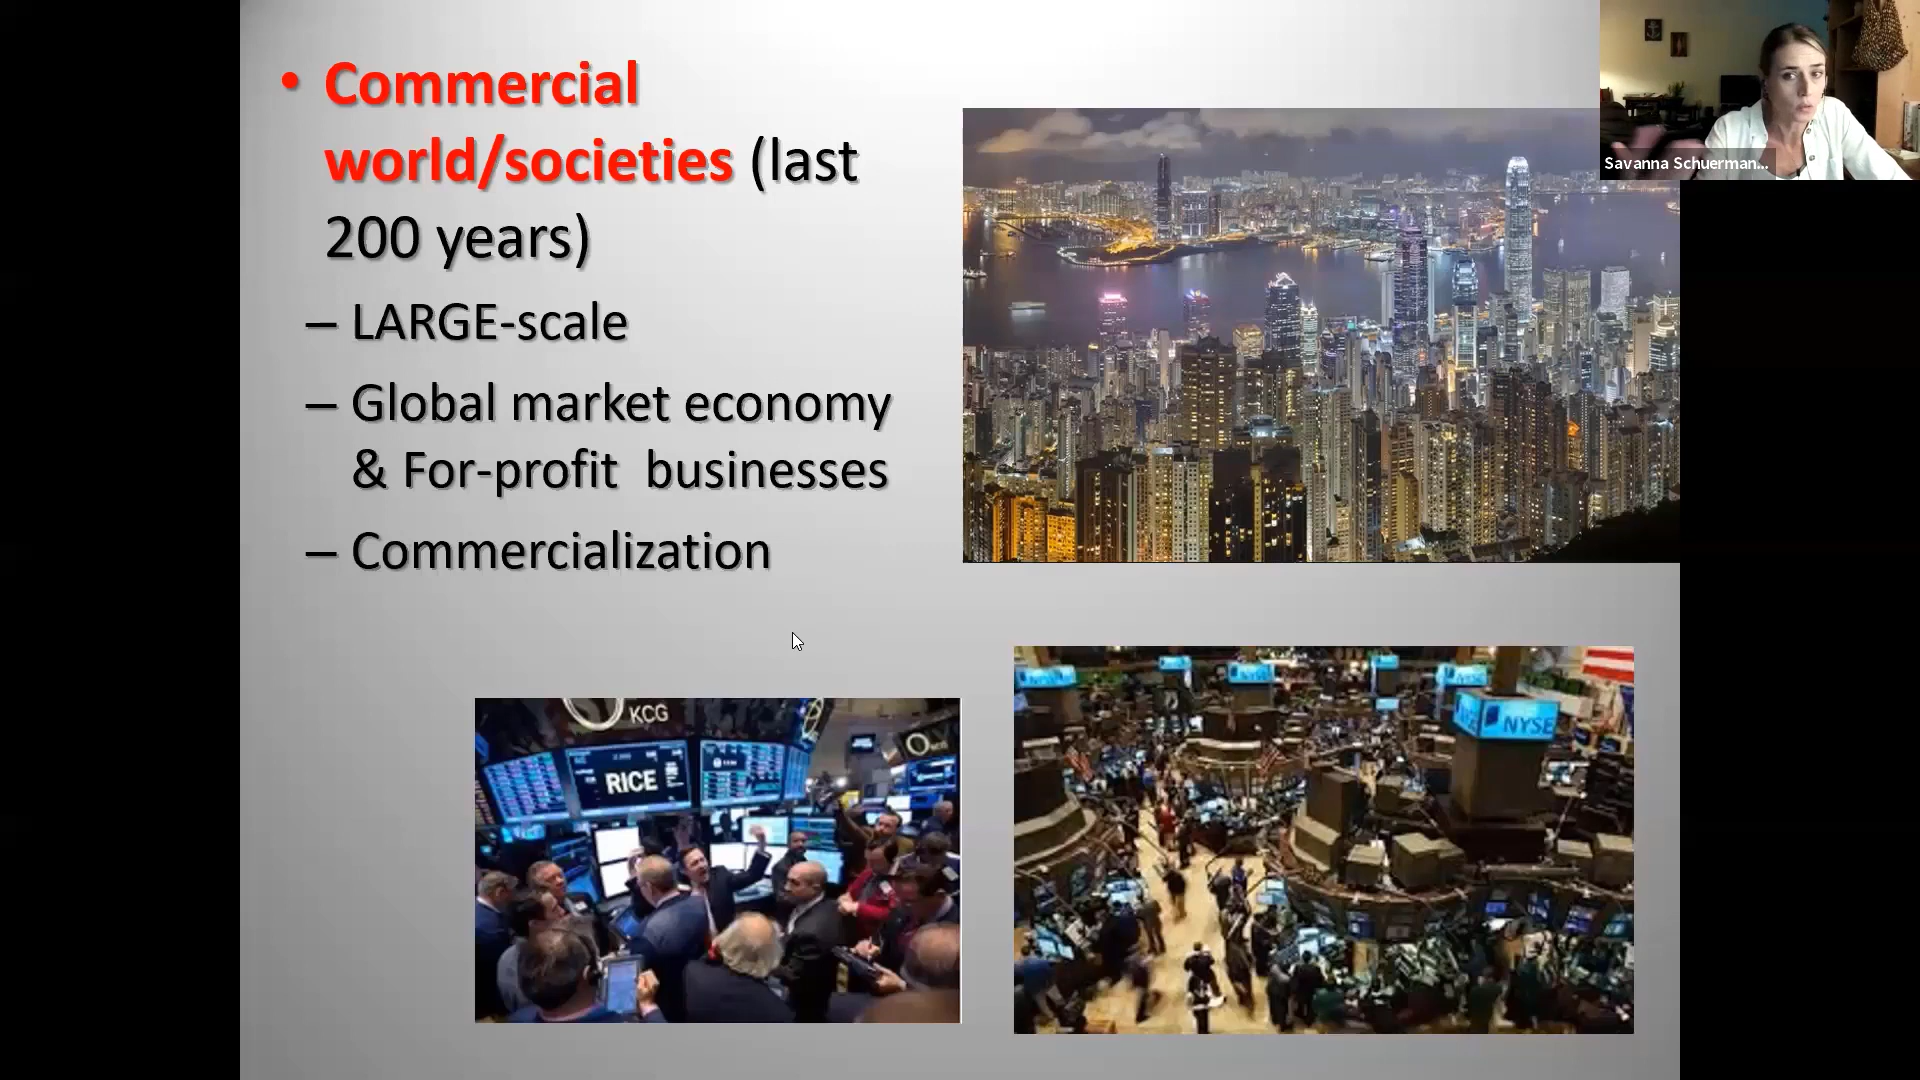 • Commercial
world/societies (last
200 years)
– LARGE-scale
– Global market economy
& For-profit  businesses
– Commercialization
Savanna Schuerman...
KCG
RICE
NYSE